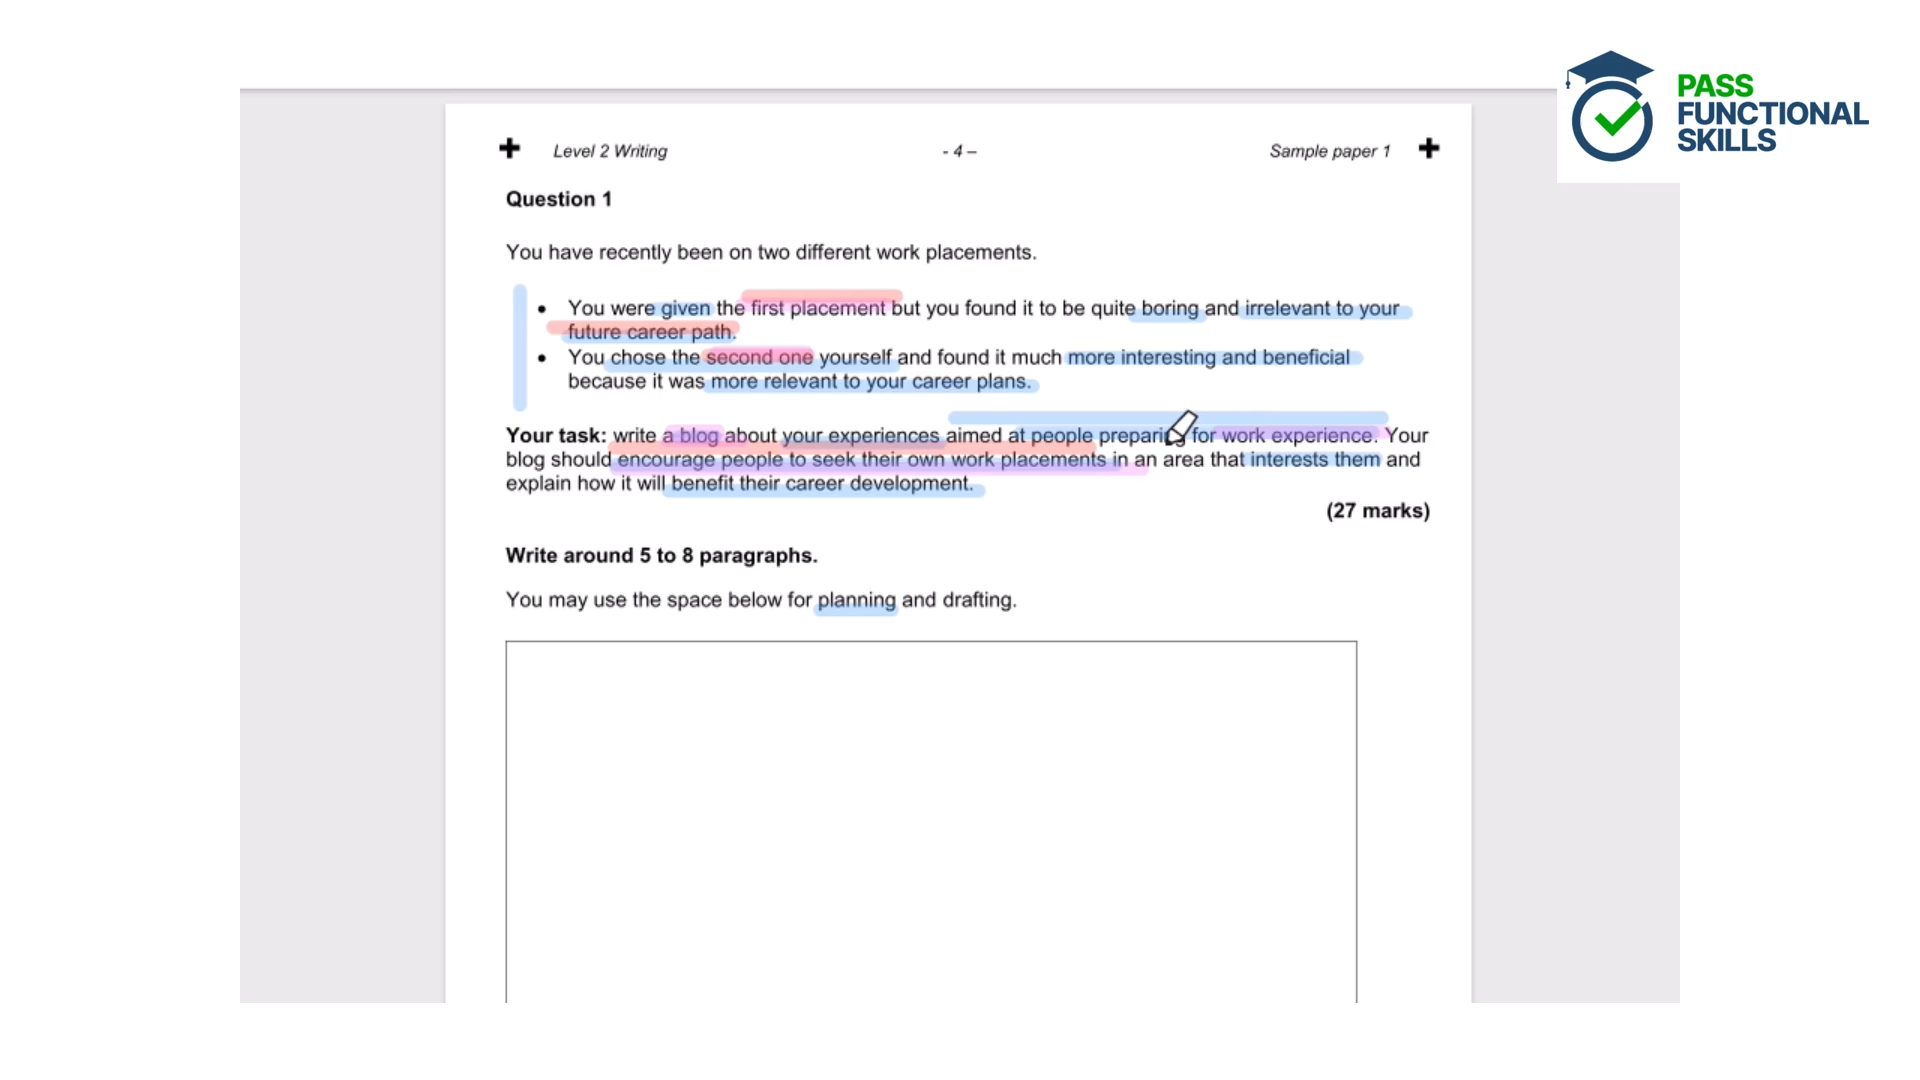 PASS
FUNCTIONAL
SKILLS
Level 2 Writing - 4 – Sample paper 1
Question 1
You have recently been on two different work placements.
• You were given the first placement but you found it to be quite boring and irrelevant to your
future career path.
• You chose the second one yourself and found it much more interesting and beneficial
because it was more relevant to your career plans.
Your task: write a blog about your experiences aimed at people preparing for work experience. Your
blog should encourage people to seek their own work placements in an area that interests them and
explain how it will benefit their career development.
(27 marks)
Write around 5 to 8 paragraphs.
You may use the space below for planning and drafting.